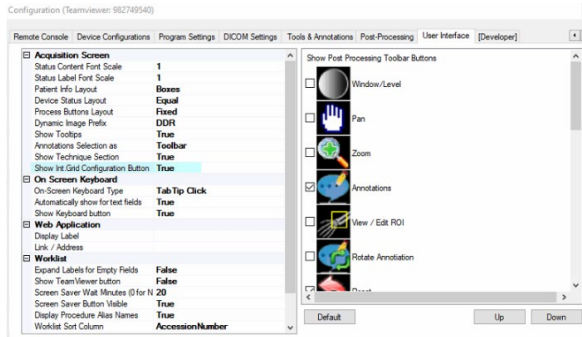 Configuration (Teamviewer: 982749540)
Remote Console Device Configurations Program Settings DICOM Settings Tools & Annotations Post-Processing User Interface [Developer]
Acquisition Screen
Status Content Font Scale 1
Status Label Font Scale 1
Patient Info Layout Boxes
Device Status Layout Equal
Process Buttons Layout Fixed
Dynamic Image Prefix DDR
Show Tooltips True
Annotations Selection as Toolbar
Show Technique Section True
Show Int.Grid Configuration Button True
On Screen Keyboard
On-Screen Keyboard Type TabTip Click
Automatically show for text fields True
Show Keyboard button True
Web Application
Display Label
Link / Address
Worklist
Expand Labels for Empty Fields False
Show TeamViewer button False
Screen Saver Wait Minutes (0 for N 20
Screen Saver Button Visible True
Display Procedure Alias Names True
Worklist Sort Column AccessionNumber
Show Post Processing Toolbar Buttons
Window/Level
Pan
Zoom
Annotations
View / Edit ROI
Rotate Annotiation
Reset
Default Up Down